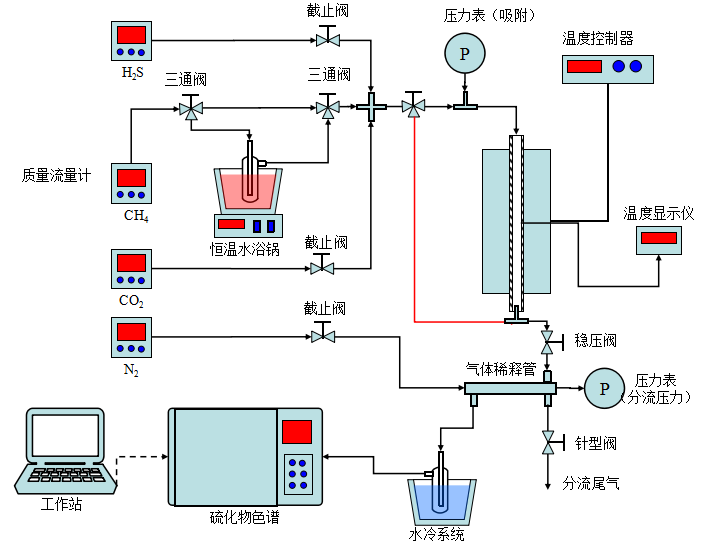 截止阀
压力表（吸附）
P
温度控制器
H₂S
三通阀
三通阀
质量流量计
CH₄
温度显示仪
恒温水浴锅
截止阀
CO₂
截止阀
N₂
稳压阀
气体稀释管
P
压力表
（分流压力）
针型阀
分流尾气
工作站
硫化物色谱
水冷系统